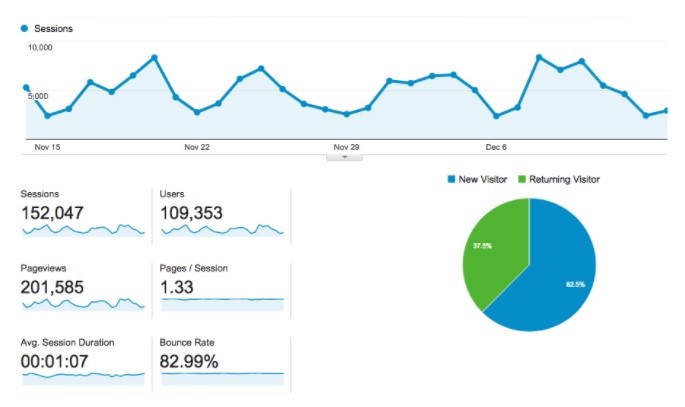 Sessions
10,000
5,000
Nov 15 Nov 22 Nov 29 Dec 6
New Visitor Returning Visitor
Sessions Users
152,047 109,353
Pageviews Pages / Session
201,585 1.33
Avg. Session Duration Bounce Rate
00:01:07 82.99%
37.5%
62.5%